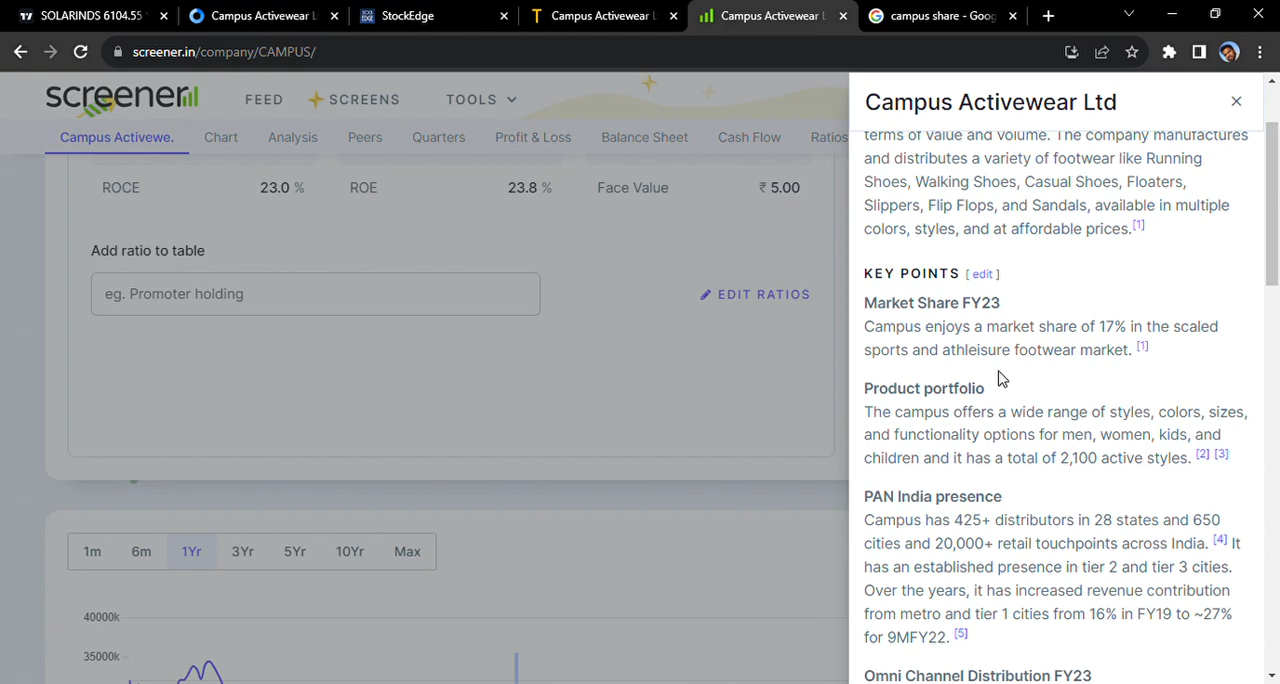 SOLARINDS 6104.55
Campus Activewear L
StockEdge
Campus Activewear L
Campus Activewear L
campus share - Goog
screener.in/company/CAMPUS/
screener
FEED
SCREENS
TOOLS
Campus Activewe.
Chart
Analysis
Peers
Quarters
Profit & Loss
Balance Sheet
Cash Flow
Ratios
ROCE 23.0 %
ROE 23.8 %
Face Value ₹ 5.00
Add ratio to table
eg. Promoter holding
EDIT RATIOS
1m 6m 1Yr 3Yr 5Yr 10Yr Max
40000k
35000k
Campus Activewear Ltd
terms of value and volume. The company manufactures
and distributes a variety of footwear like Running
Shoes, Walking Shoes, Casual Shoes, Floaters,
Slippers, Flip Flops, and Sandals, available in multiple
colors, styles, and at affordable prices.[1]
KEY POINTS [ edit ]
Market Share FY23
Campus enjoys a market share of 17% in the scaled
sports and athleisure footwear market. [1]
Product portfolio
The campus offers a wide range of styles, colors, sizes,
and functionality options for men, women, kids, and
children and it has a total of 2,100 active styles. [2] [3]
PAN India presence
Campus has 425+ distributors in 28 states and 650
cities and 20,000+ retail touchpoints across India. [4] It
has an established presence in tier 2 and tier 3 cities.
Over the years, it has increased revenue contribution
from metro and tier 1 cities from 16% in FY19 to ~27%
for 9MFY22. [5]
Omni Channel Distribution FY23